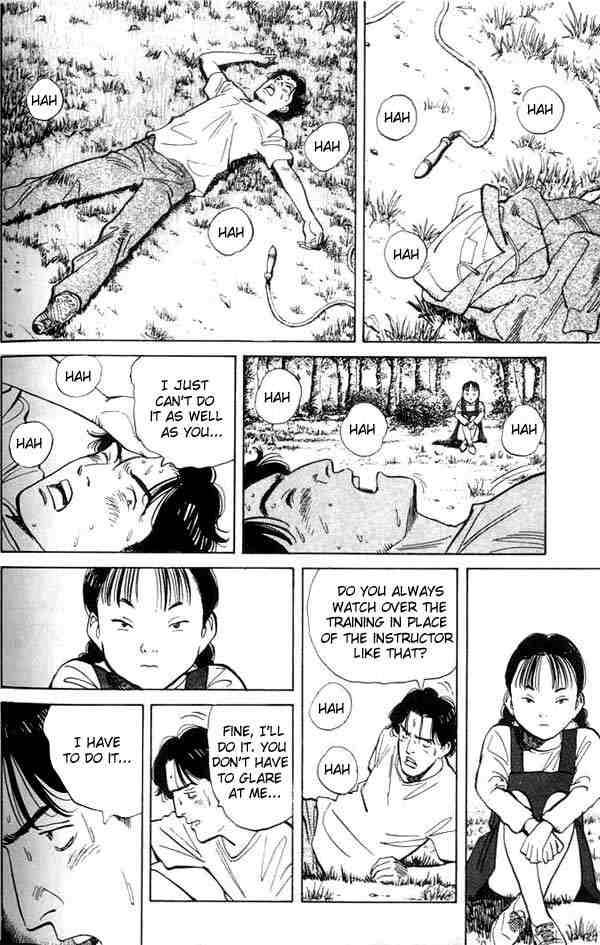 HAH
HAH
HAH
HAH
HAH
HAH
HAH
HAH
HAH
HAH
I JUST
CAN'T DO
IT AS WELL
AS YOU...
HAH
HAH
DO YOU ALWAYS
WATCH OVER THE
TRAINING IN PLACE
OF THE INSTRUCTOR
LIKE THAT?
HAH
HAH
FINE, I'LL
DO IT. YOU
DON'T HAVE
TO GLARE
AT ME...
I HAVE
TO DO IT...